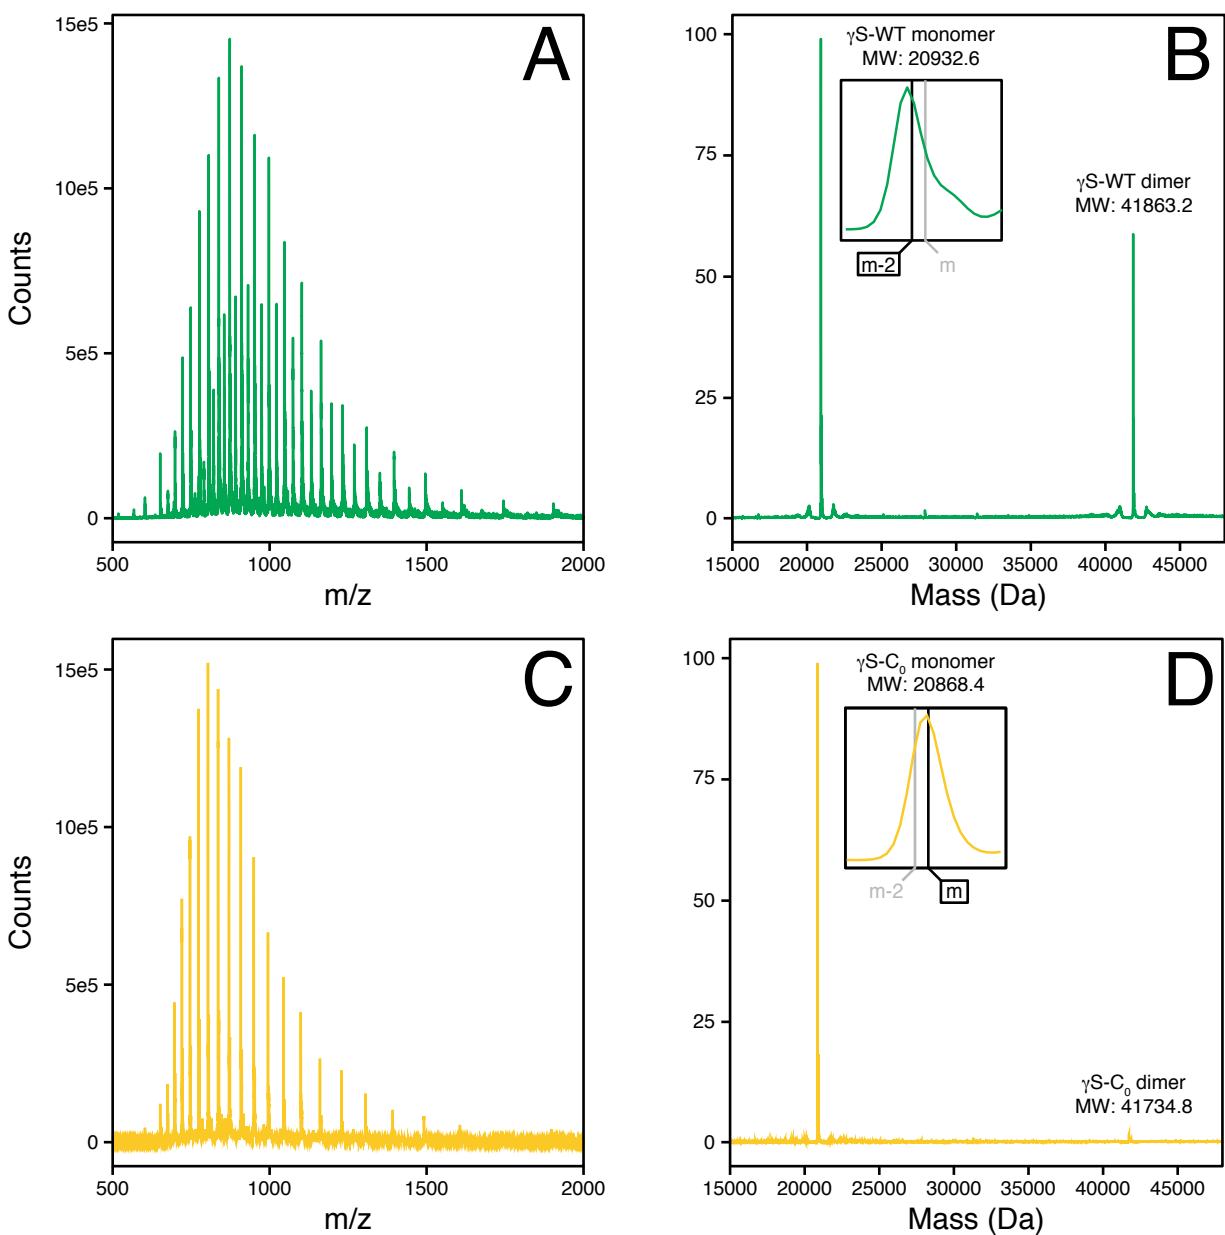 A
15e5
10e5
5e5
0
Counts
500
1000
1500
2000
m/z
B
100
75
50
25
0
γS-WT monomer
MW: 20932.6
m-2
m
γS-WT dimer
MW: 41863.2
15000
20000
25000
30000
35000
40000
45000
Mass (Da)
C
15e5
10e5
5e5
0
Counts
500
1000
1500
2000
m/z
D
100
75
50
25
0
γS-C₀ monomer
MW: 20868.4
m-2
m
γS-C₀ dimer
MW: 41734.8
15000
20000
25000
30000
35000
40000
45000
Mass (Da)